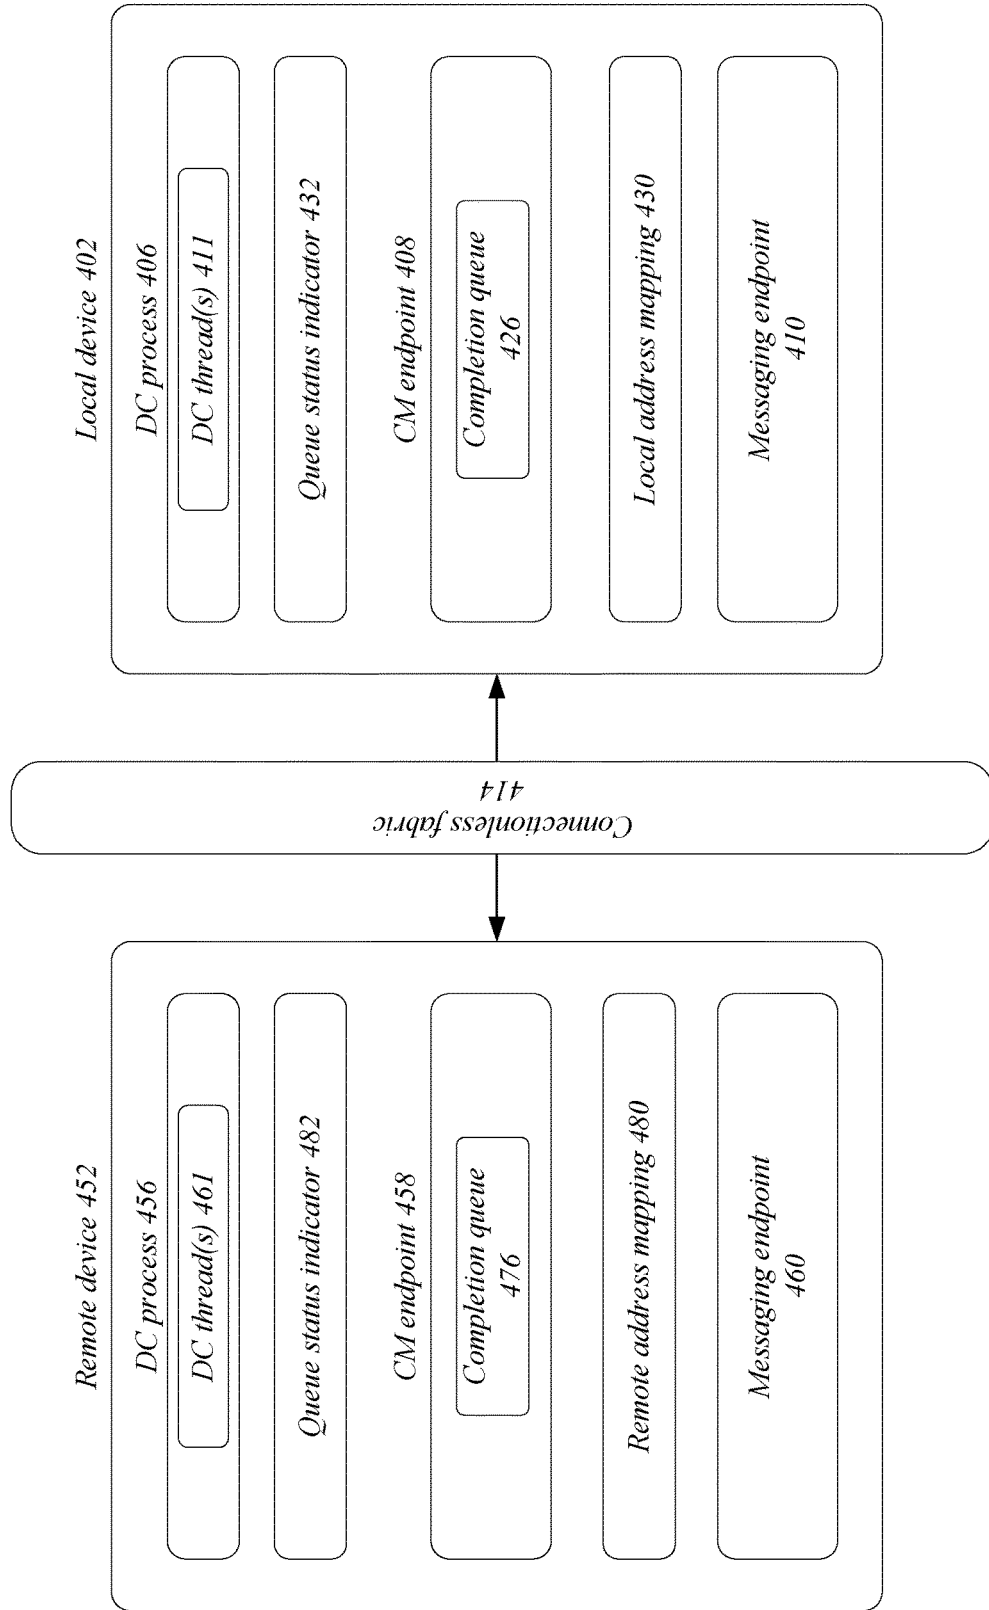 Remote device 452
DC process 456
DC thread(s) 461
Queue status indicator 482
CM endpoint 458
Completion queue
476
Remote address mapping 480
Messaging endpoint
460
Connectionless fabric
414
Local device 402
DC process 406
DC thread(s) 411
Queue status indicator 432
CM endpoint 408
Completion queue
426
Local address mapping 430
Messaging endpoint
410